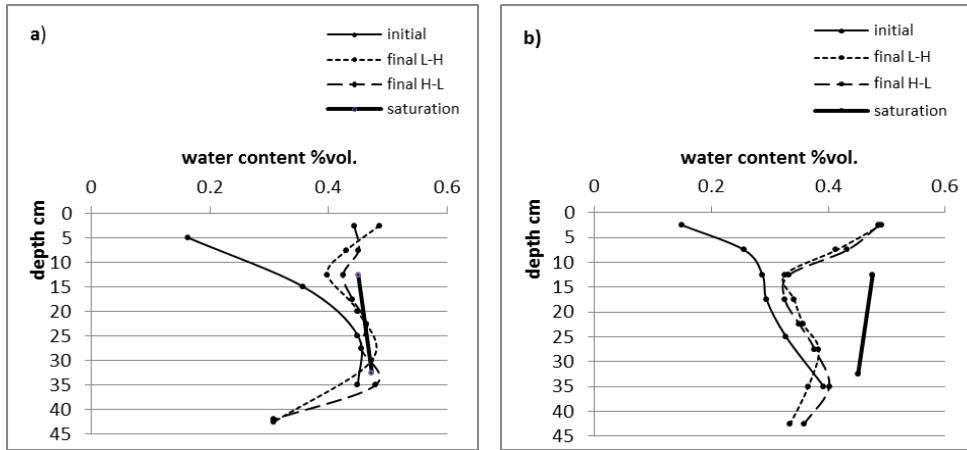 a)
initial
final L-H
final H-L
saturation
water content %vol.
0 0.2 0.4 0.6
depth cm
0
5
10
15
20
25
30
35
40
45
b)
initial
final L-H
final H-L
saturation
water content %vol.
0 0.2 0.4 0.6
depth cm
0
5
10
15
20
25
30
35
40
45